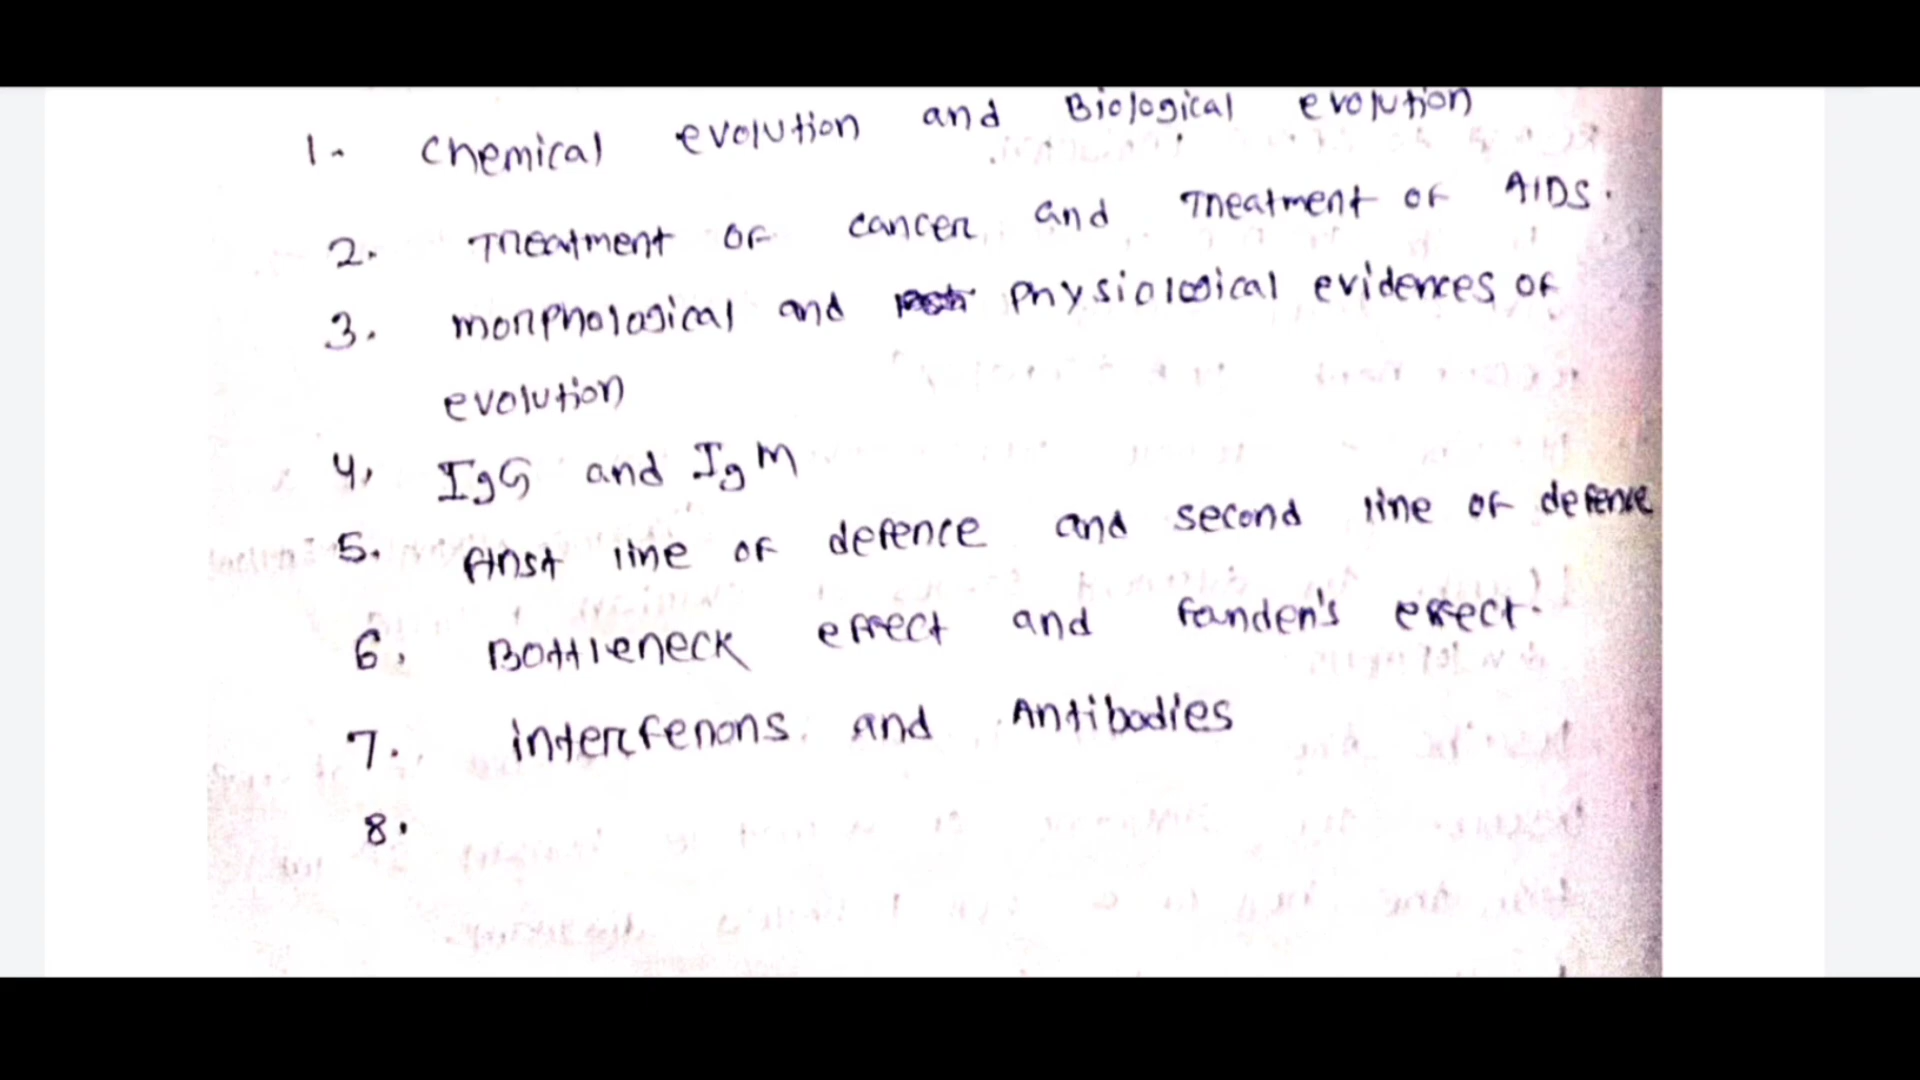 1. Chemical evolution and Biological evolution
2. Treatment of cancer and Treatment of AIDS.
3. morphological and physiological evidences of
evolution
4, IgG and IgM
5. first line of defence and second line of defence
6. Bottleneck effect and founder's effect.
7. interferons and Antibodies
8.